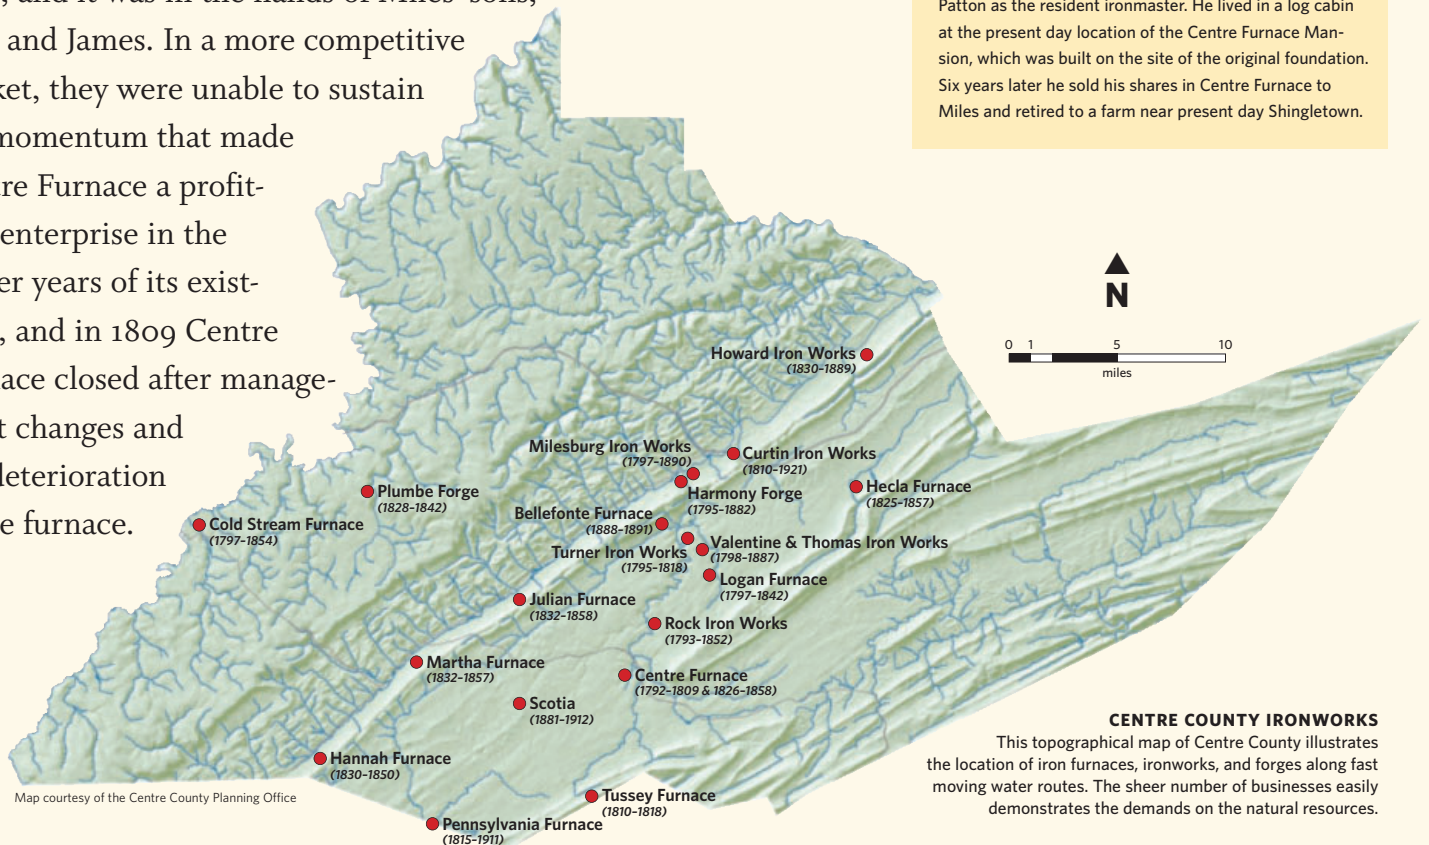 , and it was in the hands of Miles' sons,
and James. In a more competitive
ket, they were unable to sustain
momentum that made
re Furnace a profit-
enterprise in the
er years of its exist-
, and in 1809 Centre
ace closed after manage-
t changes and
deterioration
e furnace.
Patton as the resident ironmaster. He lived in a log cabin
at the present day location of the Centre Furnace Man-
sion, which was built on the site of the original foundation.
Six years later he sold his shares in Centre Furnace to
Miles and retired to a farm near present day Shingletown.
N
0 1 5 10
miles
Howard Iron Works
(1830-1889)
Milesburg Iron Works
(1797-1890)
Curtin Iron Works
(1810-1921)
Harmony Forge
(1795-1882)
Hecla Furnace
(1825-1857)
Plumbe Forge
(1828-1842)
Cold Stream Furnace
(1797-1854)
Bellefonte Furnace
(1888-1891)
Turner Iron Works
(1795-1818)
Valentine & Thomas Iron Works
(1798-1887)
Logan Furnace
(1797-1842)
Julian Furnace
(1832-1858)
Rock Iron Works
(1793-1852)
Martha Furnace
(1832-1857)
Centre Furnace
(1792-1809 & 1826-1858)
Scotia
(1881-1912)
Hannah Furnace
(1830-1850)
Tussey Furnace
(1810-1818)
Pennsylvania Furnace
(1815-1911)
Map courtesy of the Centre County Planning Office
CENTRE COUNTY IRONWORKS
This topographical map of Centre County illustrates
the location of iron furnaces, ironworks, and forges along fast
moving water routes. The sheer number of businesses easily
demonstrates the demands on the natural resources.